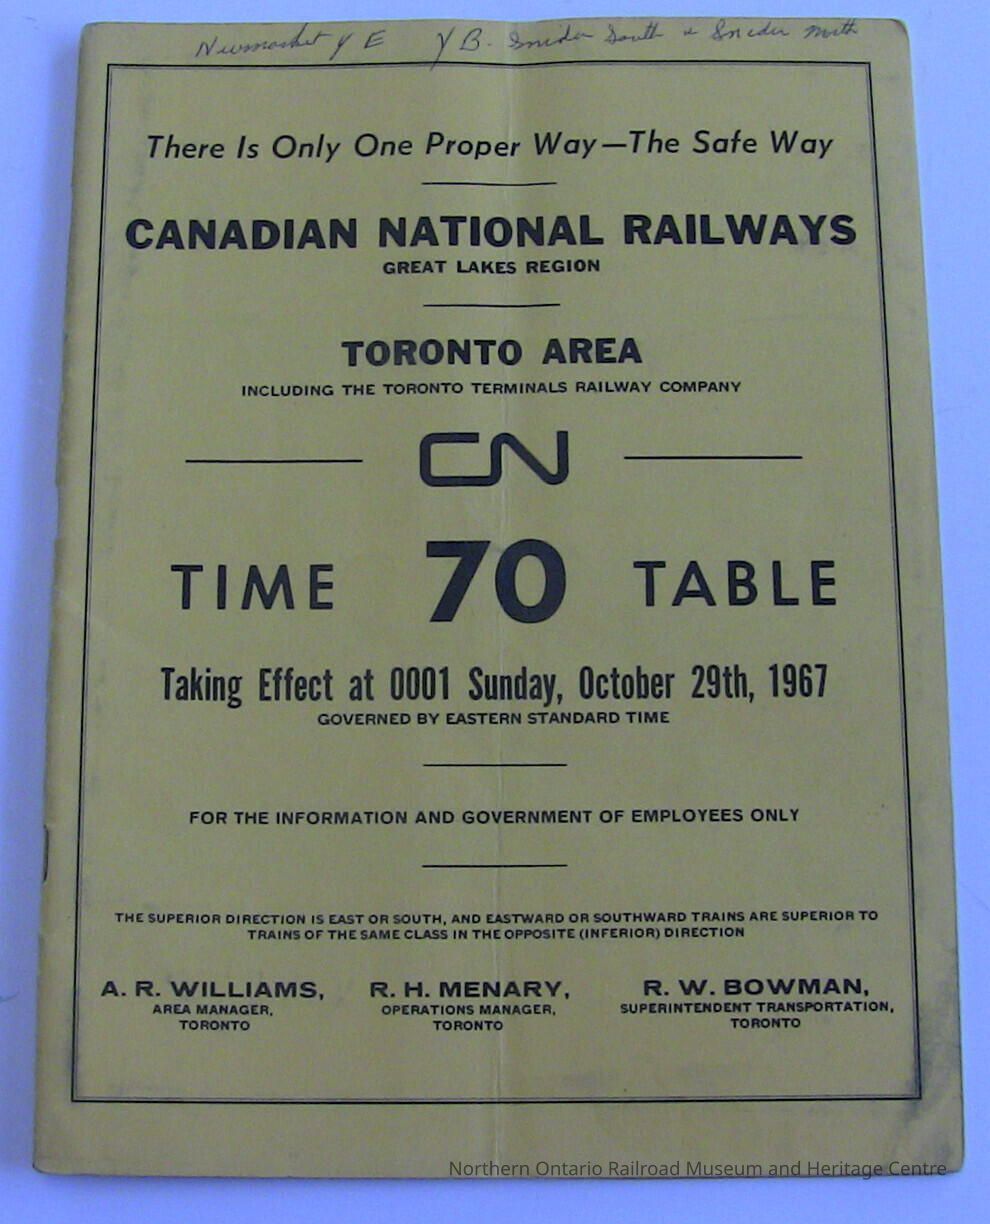 Newmarket Y E Y B. Snider South & Snider North
There Is Only One Proper Way—The Safe Way
CANADIAN NATIONAL RAILWAYS
GREAT LAKES REGION
TORONTO AREA
INCLUDING THE TORONTO TERMINALS RAILWAY COMPANY
CN
TIME 70 TABLE
Taking Effect at 0001 Sunday, October 29th, 1967
GOVERNED BY EASTERN STANDARD TIME
FOR THE INFORMATION AND GOVERNMENT OF EMPLOYEES ONLY
THE SUPERIOR DIRECTION IS EAST OR SOUTH, AND EASTWARD OR SOUTHWARD TRAINS ARE SUPERIOR TO
TRAINS OF THE SAME CLASS IN THE OPPOSITE (INFERIOR) DIRECTION
A. R. WILLIAMS,
AREA MANAGER,
TORONTO
R. H. MENARY,
OPERATIONS MANAGER,
TORONTO
R. W. BOWMAN,
SUPERINTENDENT TRANSPORTATION,
TORONTO
Northern Ontario Railroad Museum and Heritage Centre